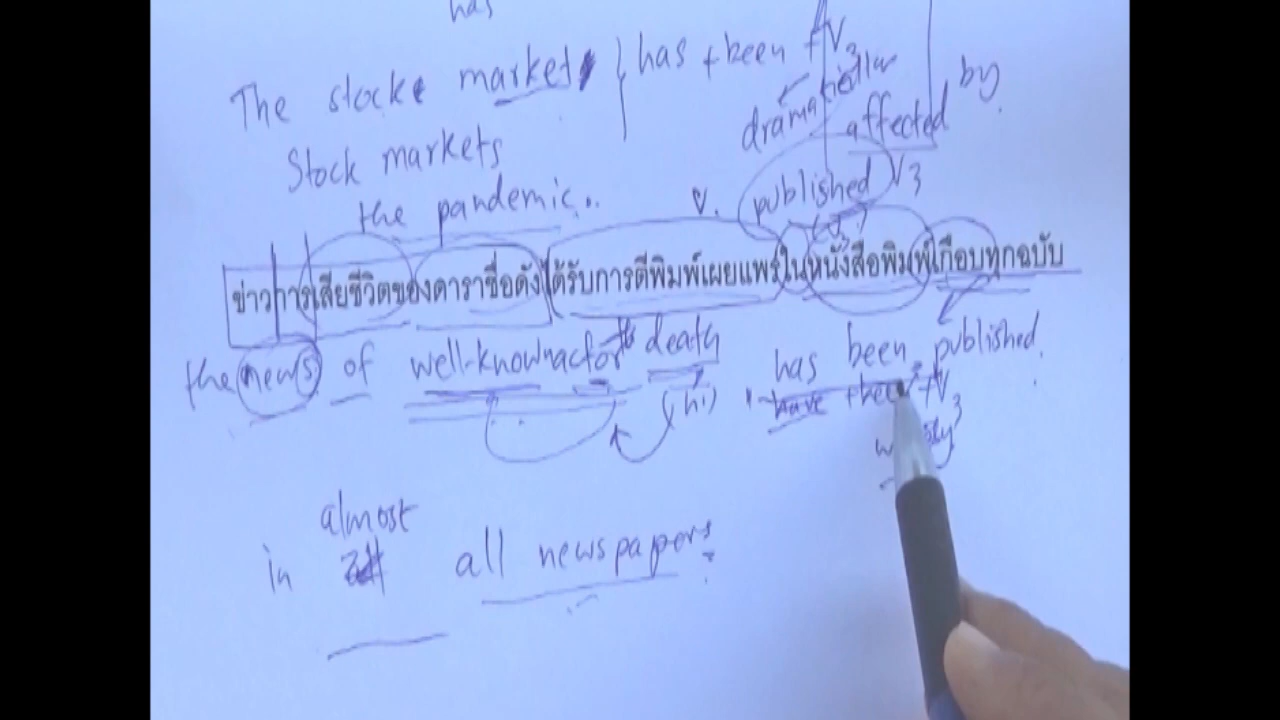 has
The stock market } has + been + V3
dramatically
affected by
Stock markets
the pandemic..
v. published V3
ข่าวการเสียชีวิตของดาราชื่อดังได้รับการตีพิมพ์เผยแพร่ในหนังสือพิมพ์เกือบทุกฉบับ
the news of well-known actor's death has been published.
have + been + V3
in almost all newspapers